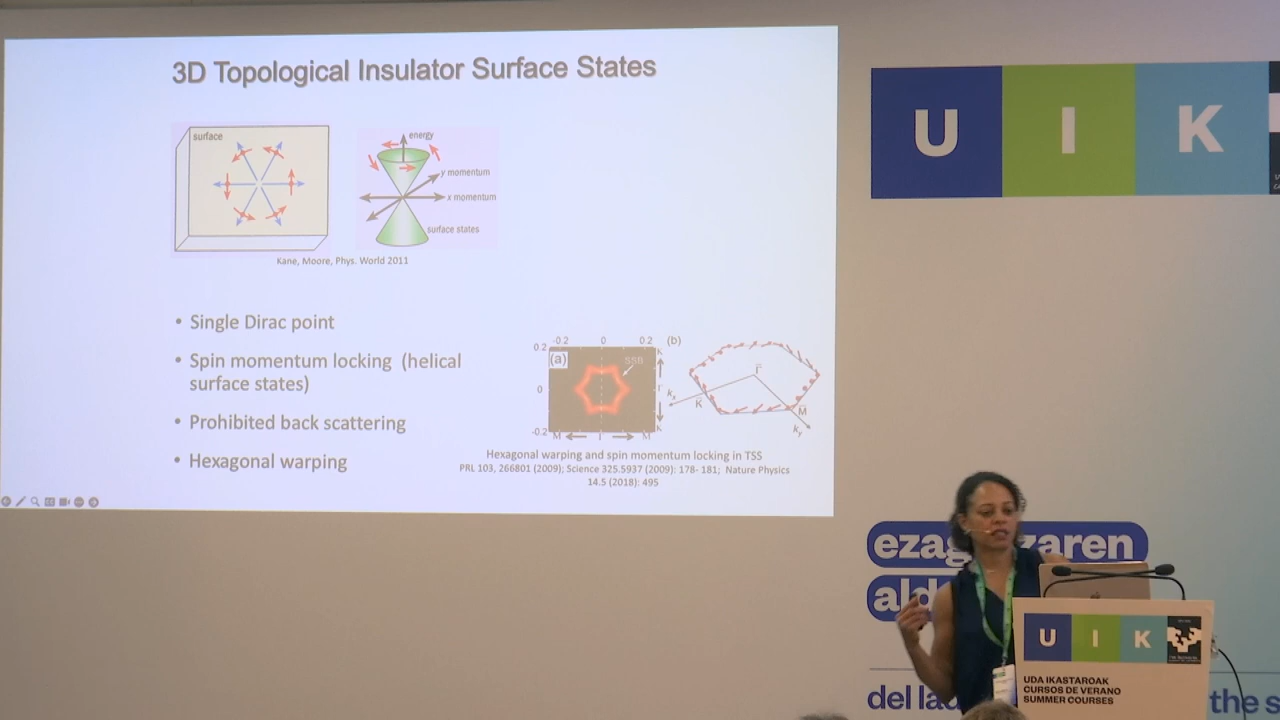 3D Topological Insulator Surface States
surface
energy
y momentum
x momentum
surface states
Kane, Moore, Phys. World 2011
• Single Dirac point
• Spin momentum locking (helical
surface states)
• Prohibited back scattering
• Hexagonal warping
-0.2 0 0.2
0.2
0
-0.2
(a)
SSB
K
Γ
K
M Γ M
(b)
Γ
kx
K
M
ky
Hexagonal warping and spin momentum locking in TSS
PRL 103, 266801 (2009); Science 325.5937 (2009): 178- 181; Nature Physics
14.5 (2018): 495
U I K
del la
the s
U I K
UDA IKASTAROAK
CURSOS DE VERANO
SUMMER COURSES